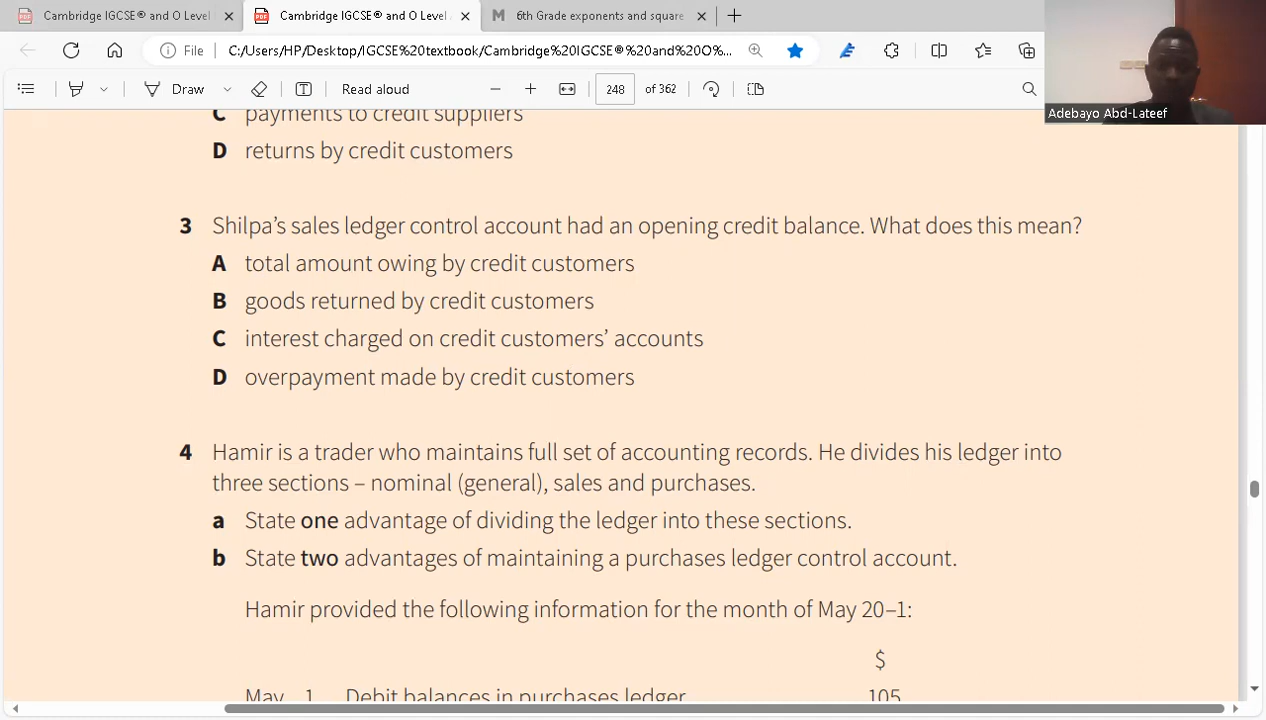 Cambridge IGCSE® and O Level
Cambridge IGCSE® and O Level
6th Grade exponents and square
File
C:/Users/HP/Desktop/IGCSE%20textbook/Cambridge%20IGCSE®%20and%20O%...
Draw
Read aloud
248 of 362
Adebayo Abd-Lateef
C payments to credit suppliers
D returns by credit customers
3 Shilpa’s sales ledger control account had an opening credit balance. What does this mean?
A total amount owing by credit customers
B goods returned by credit customers
C interest charged on credit customers’ accounts
D overpayment made by credit customers
4 Hamir is a trader who maintains full set of accounting records. He divides his ledger into
three sections – nominal (general), sales and purchases.
a State one advantage of dividing the ledger into these sections.
b State two advantages of maintaining a purchases ledger control account.
Hamir provided the following information for the month of May 20–1:
$
May 1 Debit balances in purchases ledger 105